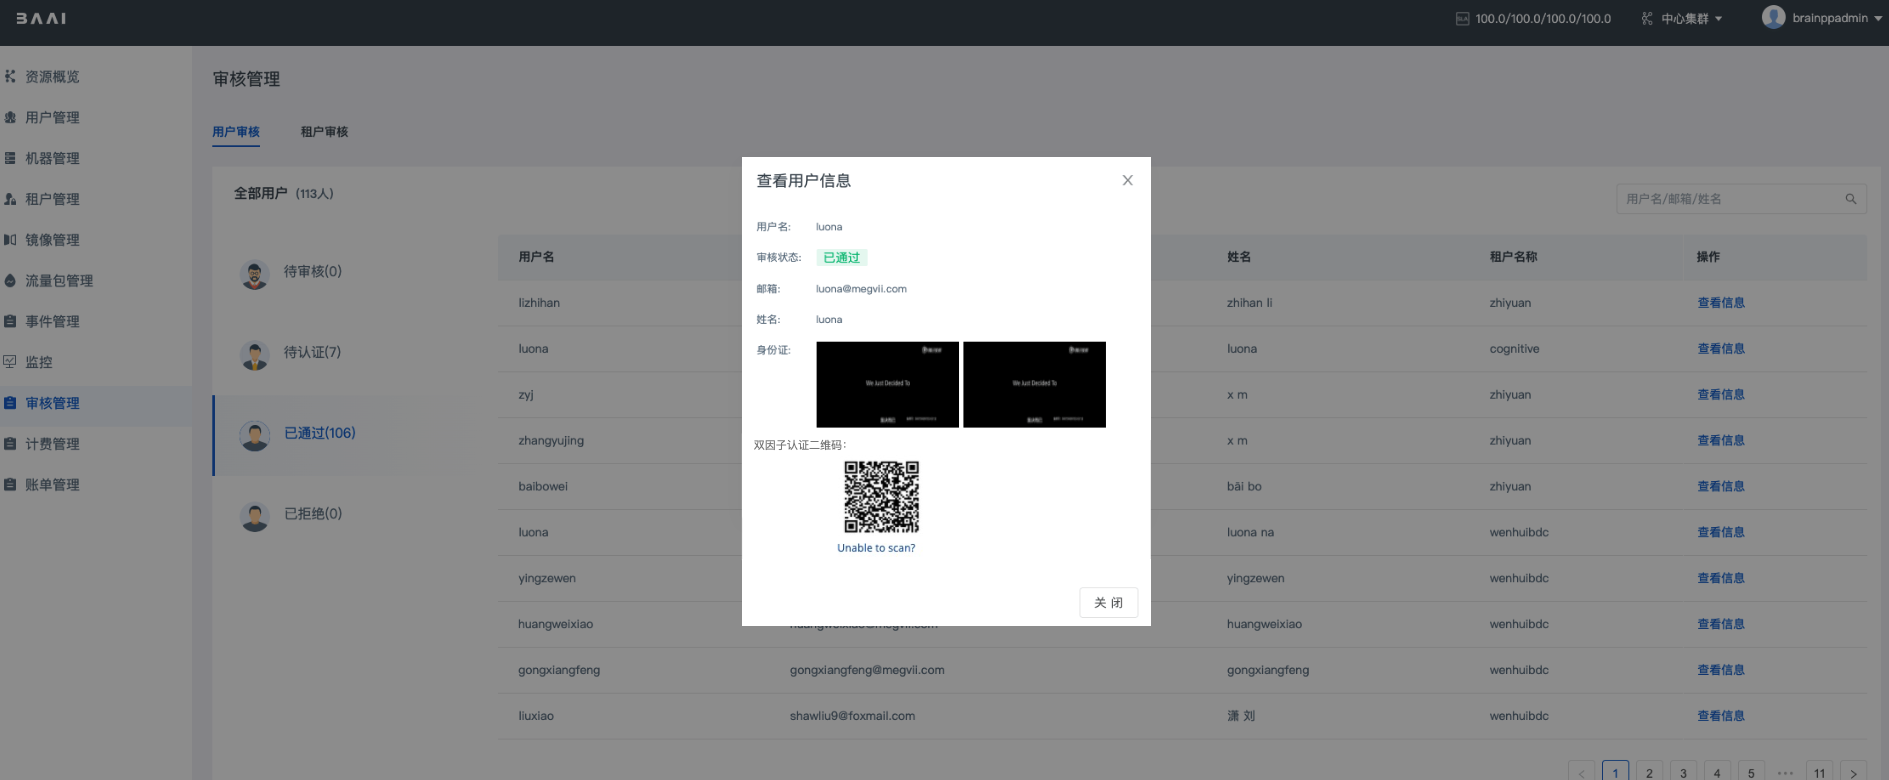 BAAI
100.0/100.0/100.0/100.0
中心集群
brainppadmin
资源概览
用户管理
机器管理
租户管理
镜像管理
流量包管理
事件管理
监控
审核管理
计费管理
账单管理
审核管理
用户审核
租户审核
全部用户 (113人)
用户名/邮箱/姓名
待审核(0)
待认证(7)
已通过(106)
已拒绝(0)
用户名
姓名
租户名称
操作
lizhihan
zhihan li
zhiyuan
查看信息
luona
luona
cognitive
查看信息
zyj
x m
zhiyuan
查看信息
zhangyujing
x m
zhiyuan
查看信息
baibowei
bǎi bo
zhiyuan
查看信息
luona
luona na
wenhuibdc
查看信息
yingzewen
yingzewen
wenhuibdc
查看信息
huangweixiao
huangweixiao@megvii.com
huangweixiao
wenhuibdc
查看信息
gongxiangfeng
gongxiangfeng@megvii.com
gongxiangfeng
wenhuibdc
查看信息
liuxiao
shawliu9@foxmail.com
潇 刘
wenhuibdc
查看信息
1
2
3
4
5
•••
11
查看用户信息
用户名:
luona
审核状态:
已通过
邮箱:
luona@megvii.com
姓名:
luona
身份证:
We Just Decided To
We Just Decided To
双因子认证二维码：
Unable to scan?
关 闭